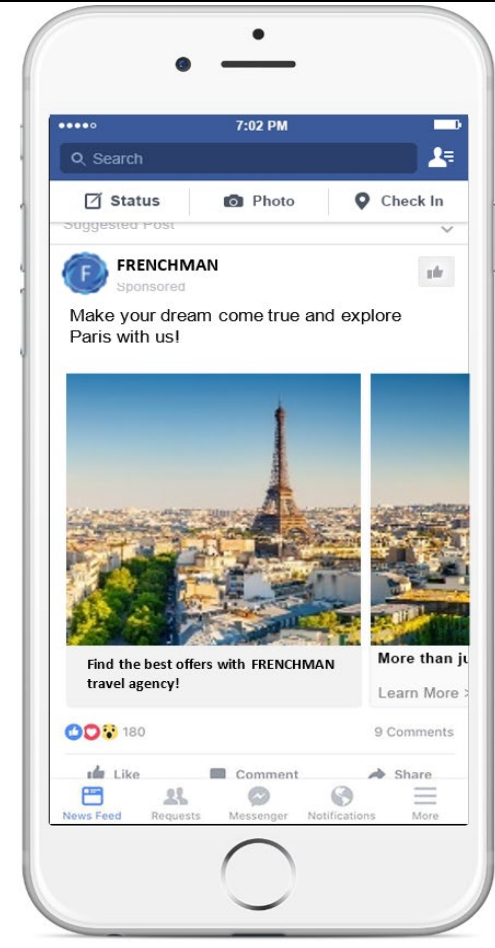 7:02 PM
Search
Status Photo Check In
Suggested Post
F FRENCHMAN
Sponsored
Make your dream come true and explore
Paris with us!
Find the best offers with FRENCHMAN
travel agency!
More than ju
Learn More >
180 9 Comments
Like Comment Share
News Feed Requests Messenger Notifications More